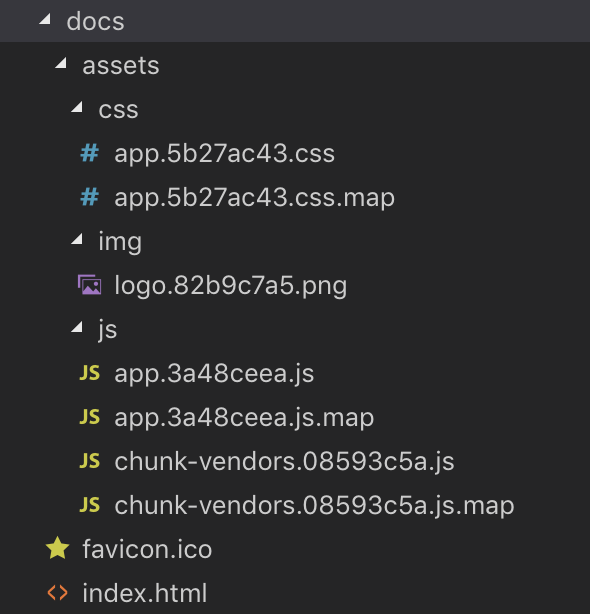 docs
assets
css
# app.5b27ac43.css
# app.5b27ac43.css.map
img
logo.82b9c7a5.png
js
JS app.3a48ceea.js
JS app.3a48ceea.js.map
JS chunk-vendors.08593c5a.js
JS chunk-vendors.08593c5a.js.map
favicon.ico
<> index.html